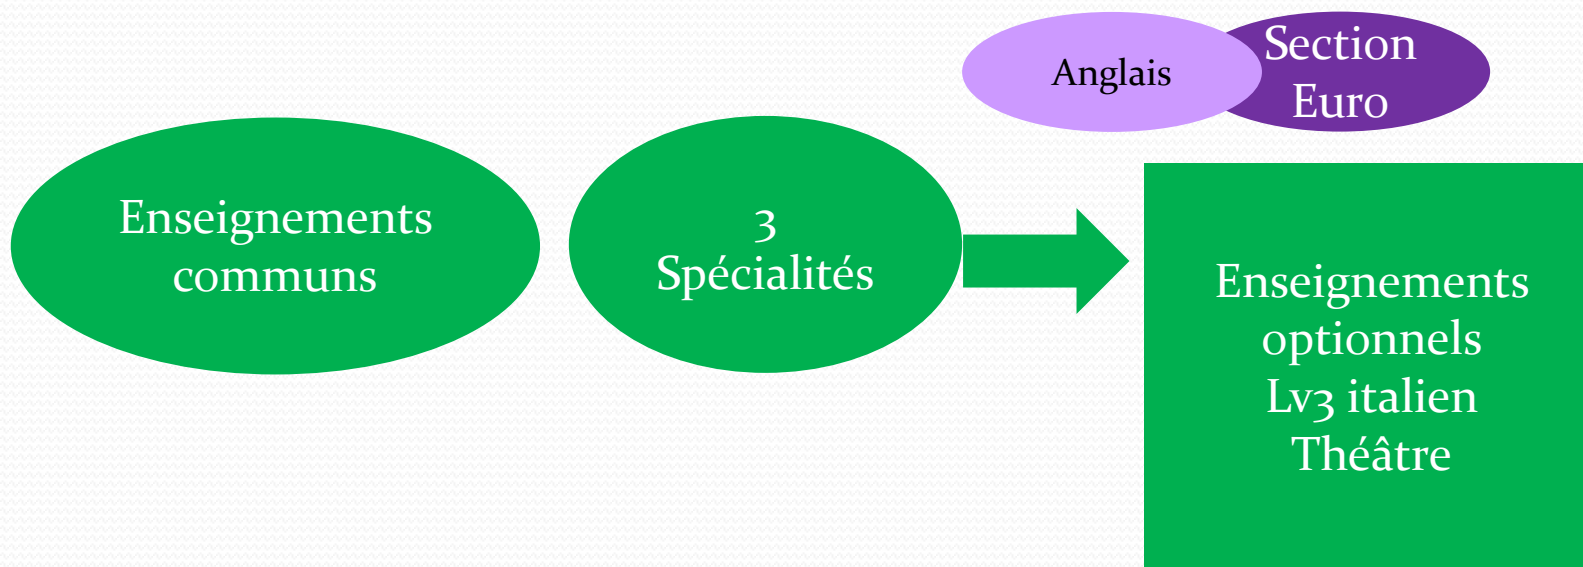 Anglais
Section
Euro
Enseignements
communs
3
Spécialités
Enseignements
optionnels
Lv3 italien
Théâtre